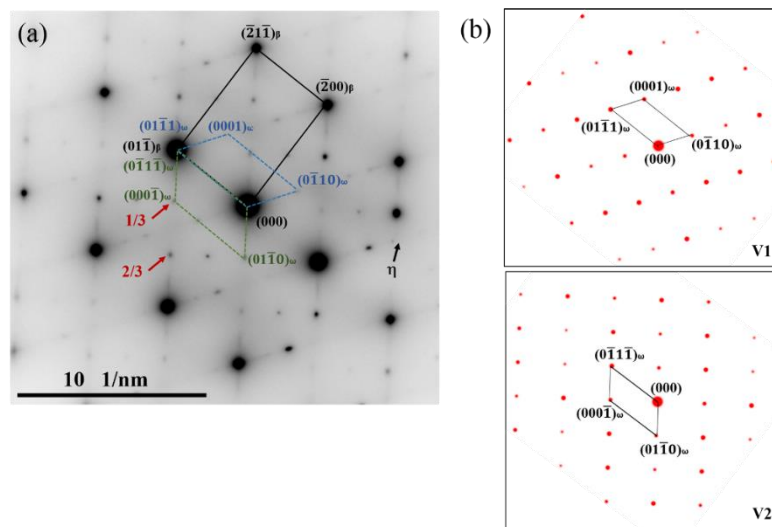 (a)
(2̄11̄)β
(2̄00)β
(011̄1)ω
(0001)ω
(011̄)β
(01̄11̄)ω
(01̄10)ω
(0001̄)ω
1/3
(000)
2/3
(011̄0)ω
η
10 1/nm
(b)
(0001)ω
(011̄1)ω
(01̄10)ω
(000)
V1
(01̄11̄)ω
(000)
(0001̄)ω
(011̄0)ω
V2